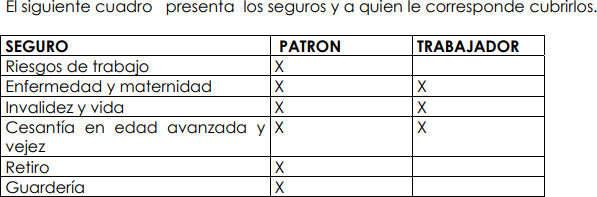 El siguiente cuadro presenta los seguros y a quien le corresponde cubrirlos.
SEGURO PATRON TRABAJADOR
Riesgos de trabajo X
Enfermedad y maternidad X X
Invalidez y vida X X
Cesantía en edad avanzada y X X
vejez
Retiro X
Guardería X